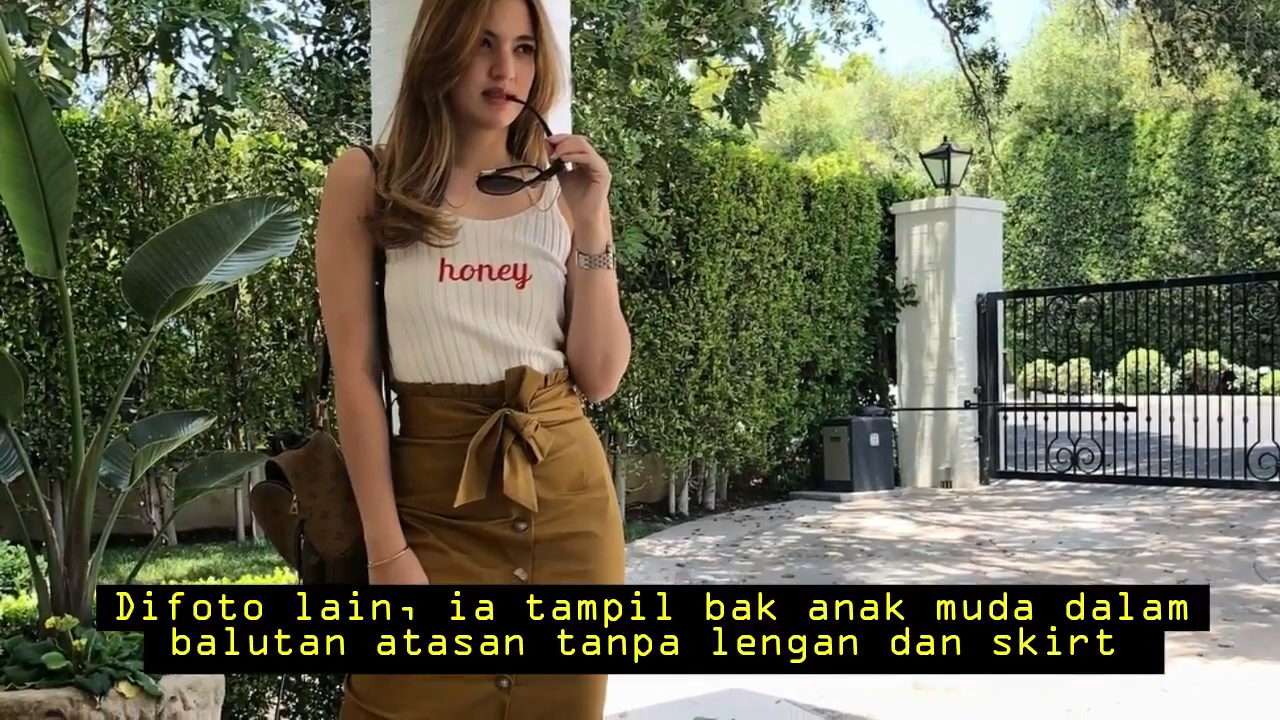 honey
Difoto lain, ia tampil bak anak muda dalam
balutan atasan tanpa lengan dan skirt